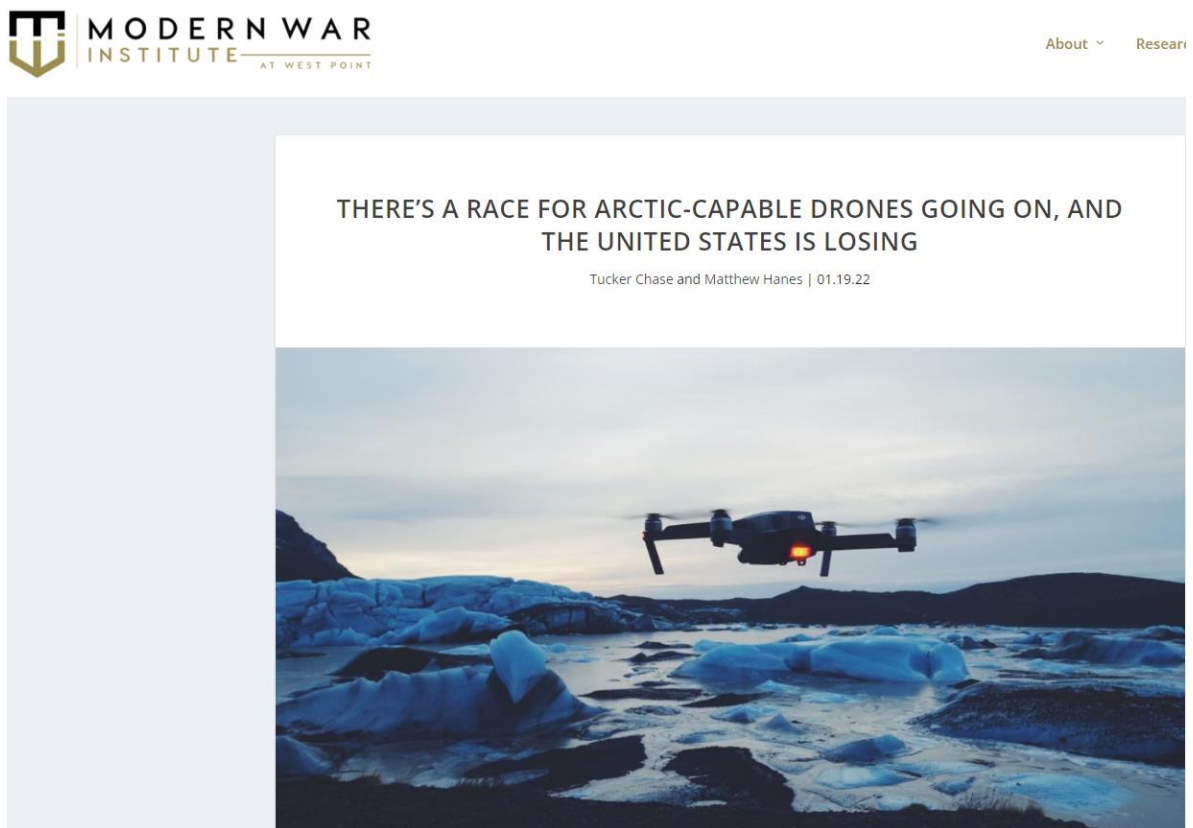 MODERN WAR
INSTITUTE
AT WEST POINT
About
Researc
THERE'S A RACE FOR ARCTIC-CAPABLE DRONES GOING ON, AND
THE UNITED STATES IS LOSING
Tucker Chase and Matthew Hanes | 01.19.22